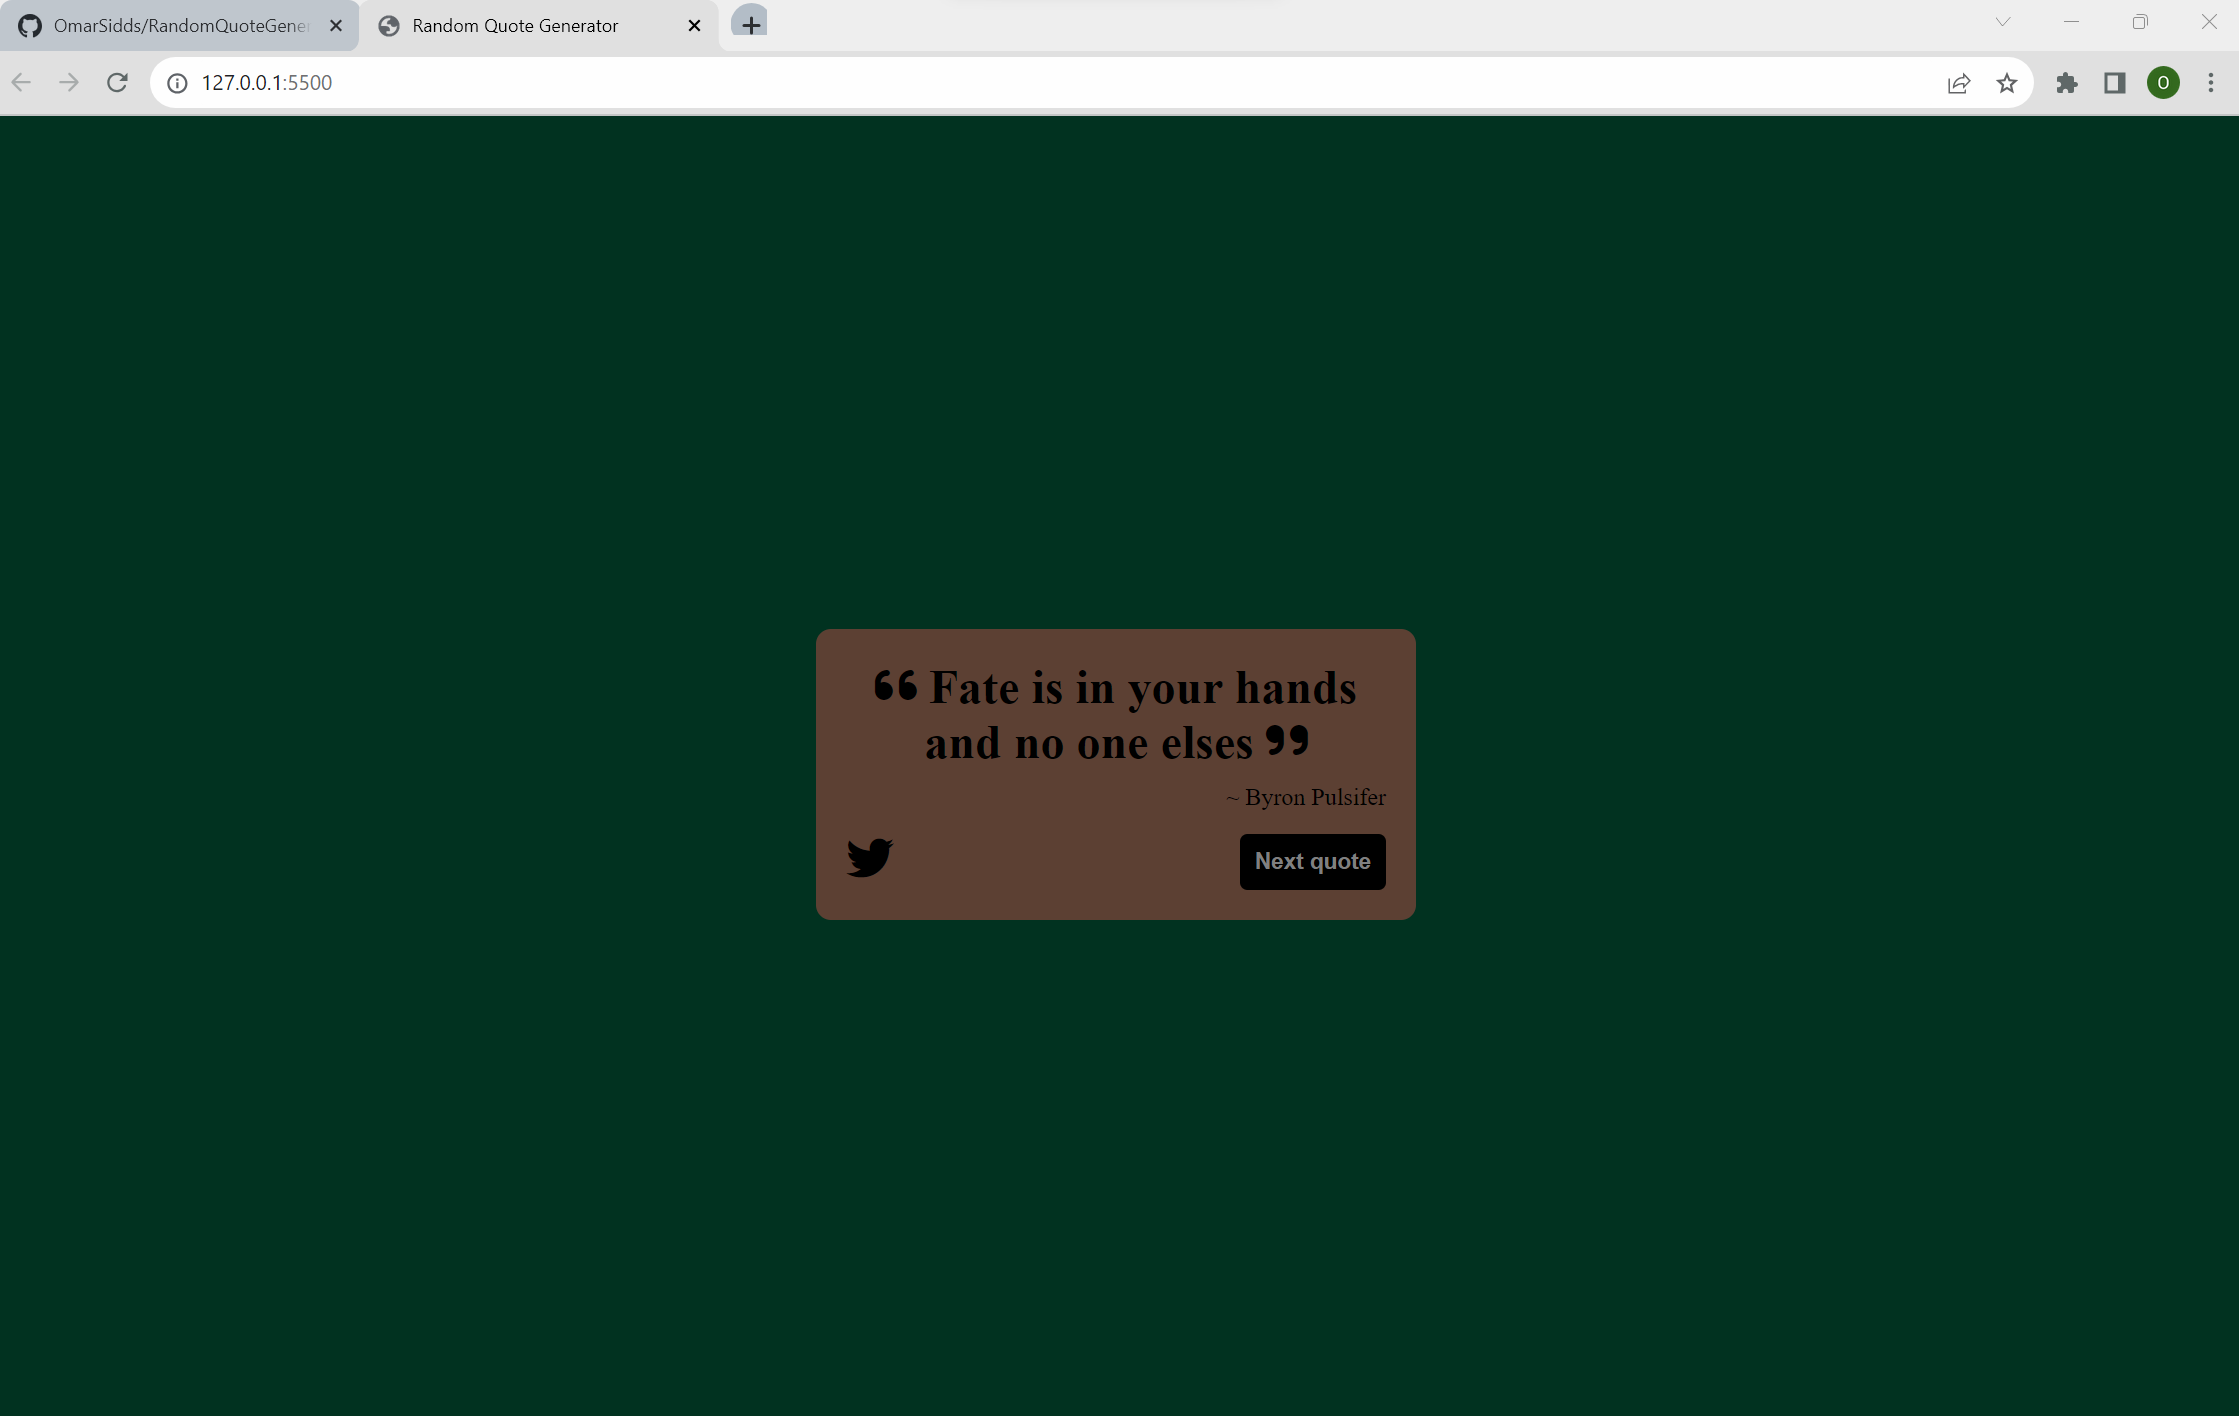 OmarSidds/RandomQuoteGene
Random Quote Generator
127.0.0.1:5500
O
“ Fate is in your hands
and no one elses ”
~ Byron Pulsifer
Next quote